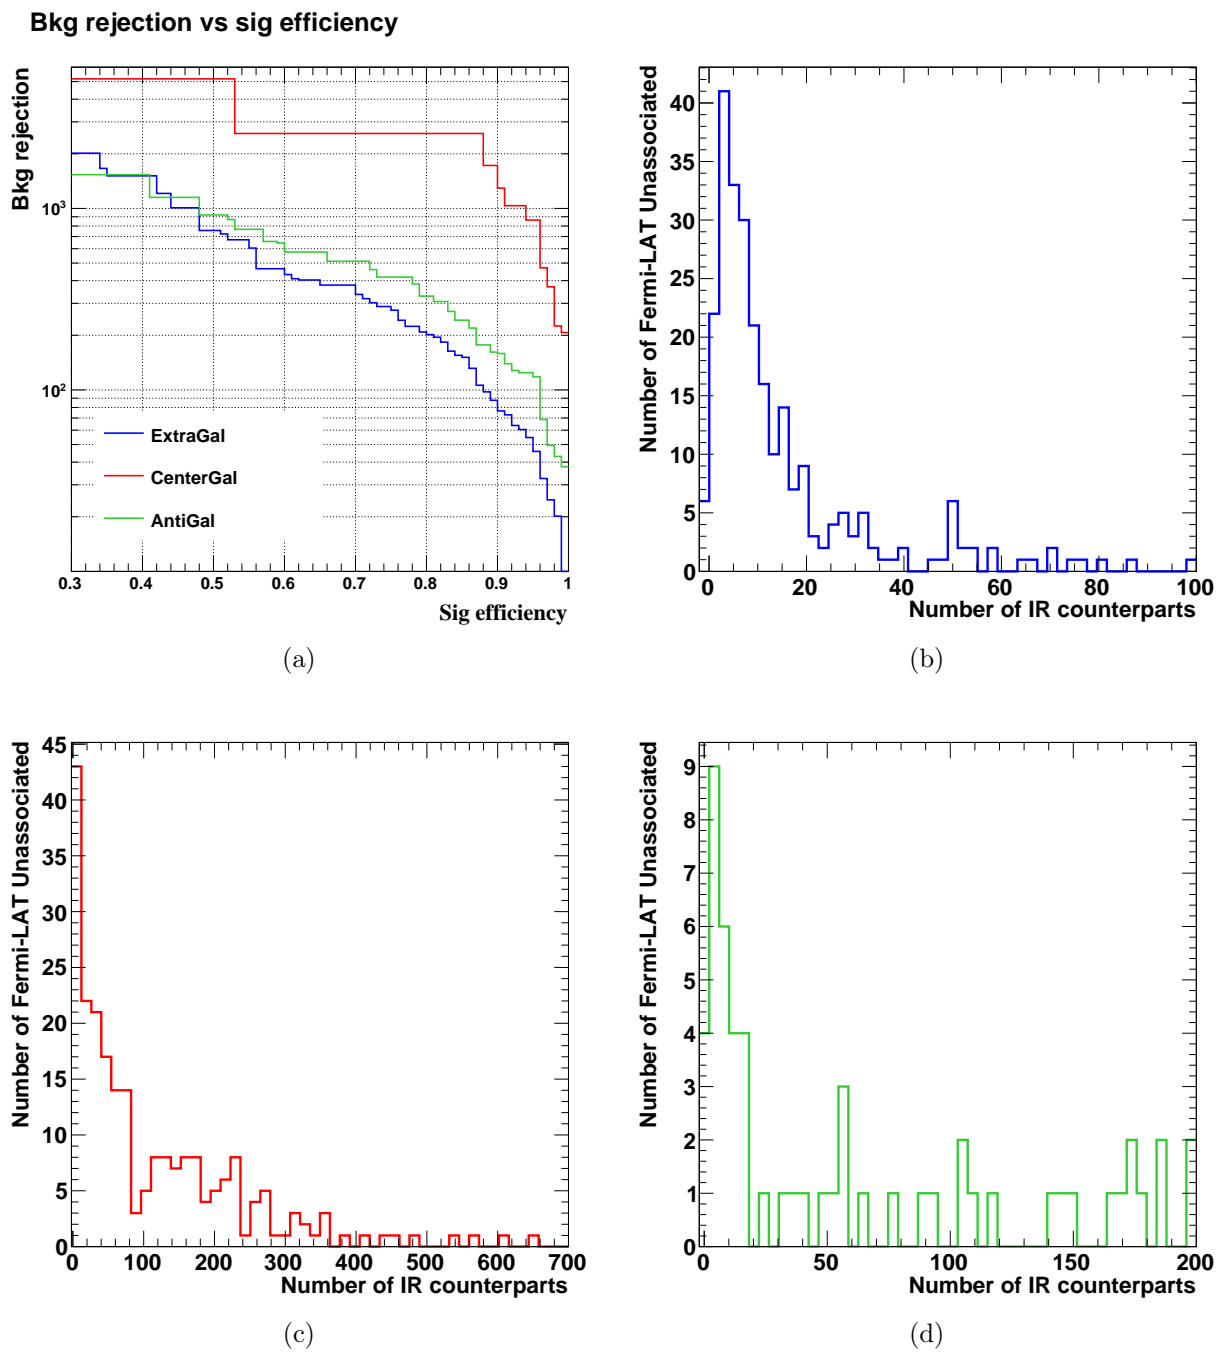 Bkg rejection vs sig efficiency
Bkg rejection
10³
10²
ExtraGal
CenterGal
AntiGal
0.3 0.4 0.5 0.6 0.7 0.8 0.9 1
Sig efficiency
(a)
Number of Fermi-LAT Unassociated
40
35
30
25
20
15
10
5
0
0 20 40 60 80 100
Number of IR counterparts
(b)
Number of Fermi-LAT Unassociated
45
40
35
30
25
20
15
10
5
0
0 100 200 300 400 500 600 700
Number of IR counterparts
(c)
Number of Fermi-LAT Unassociated
9
8
7
6
5
4
3
2
1
0
0 50 100 150 200
Number of IR counterparts
(d)